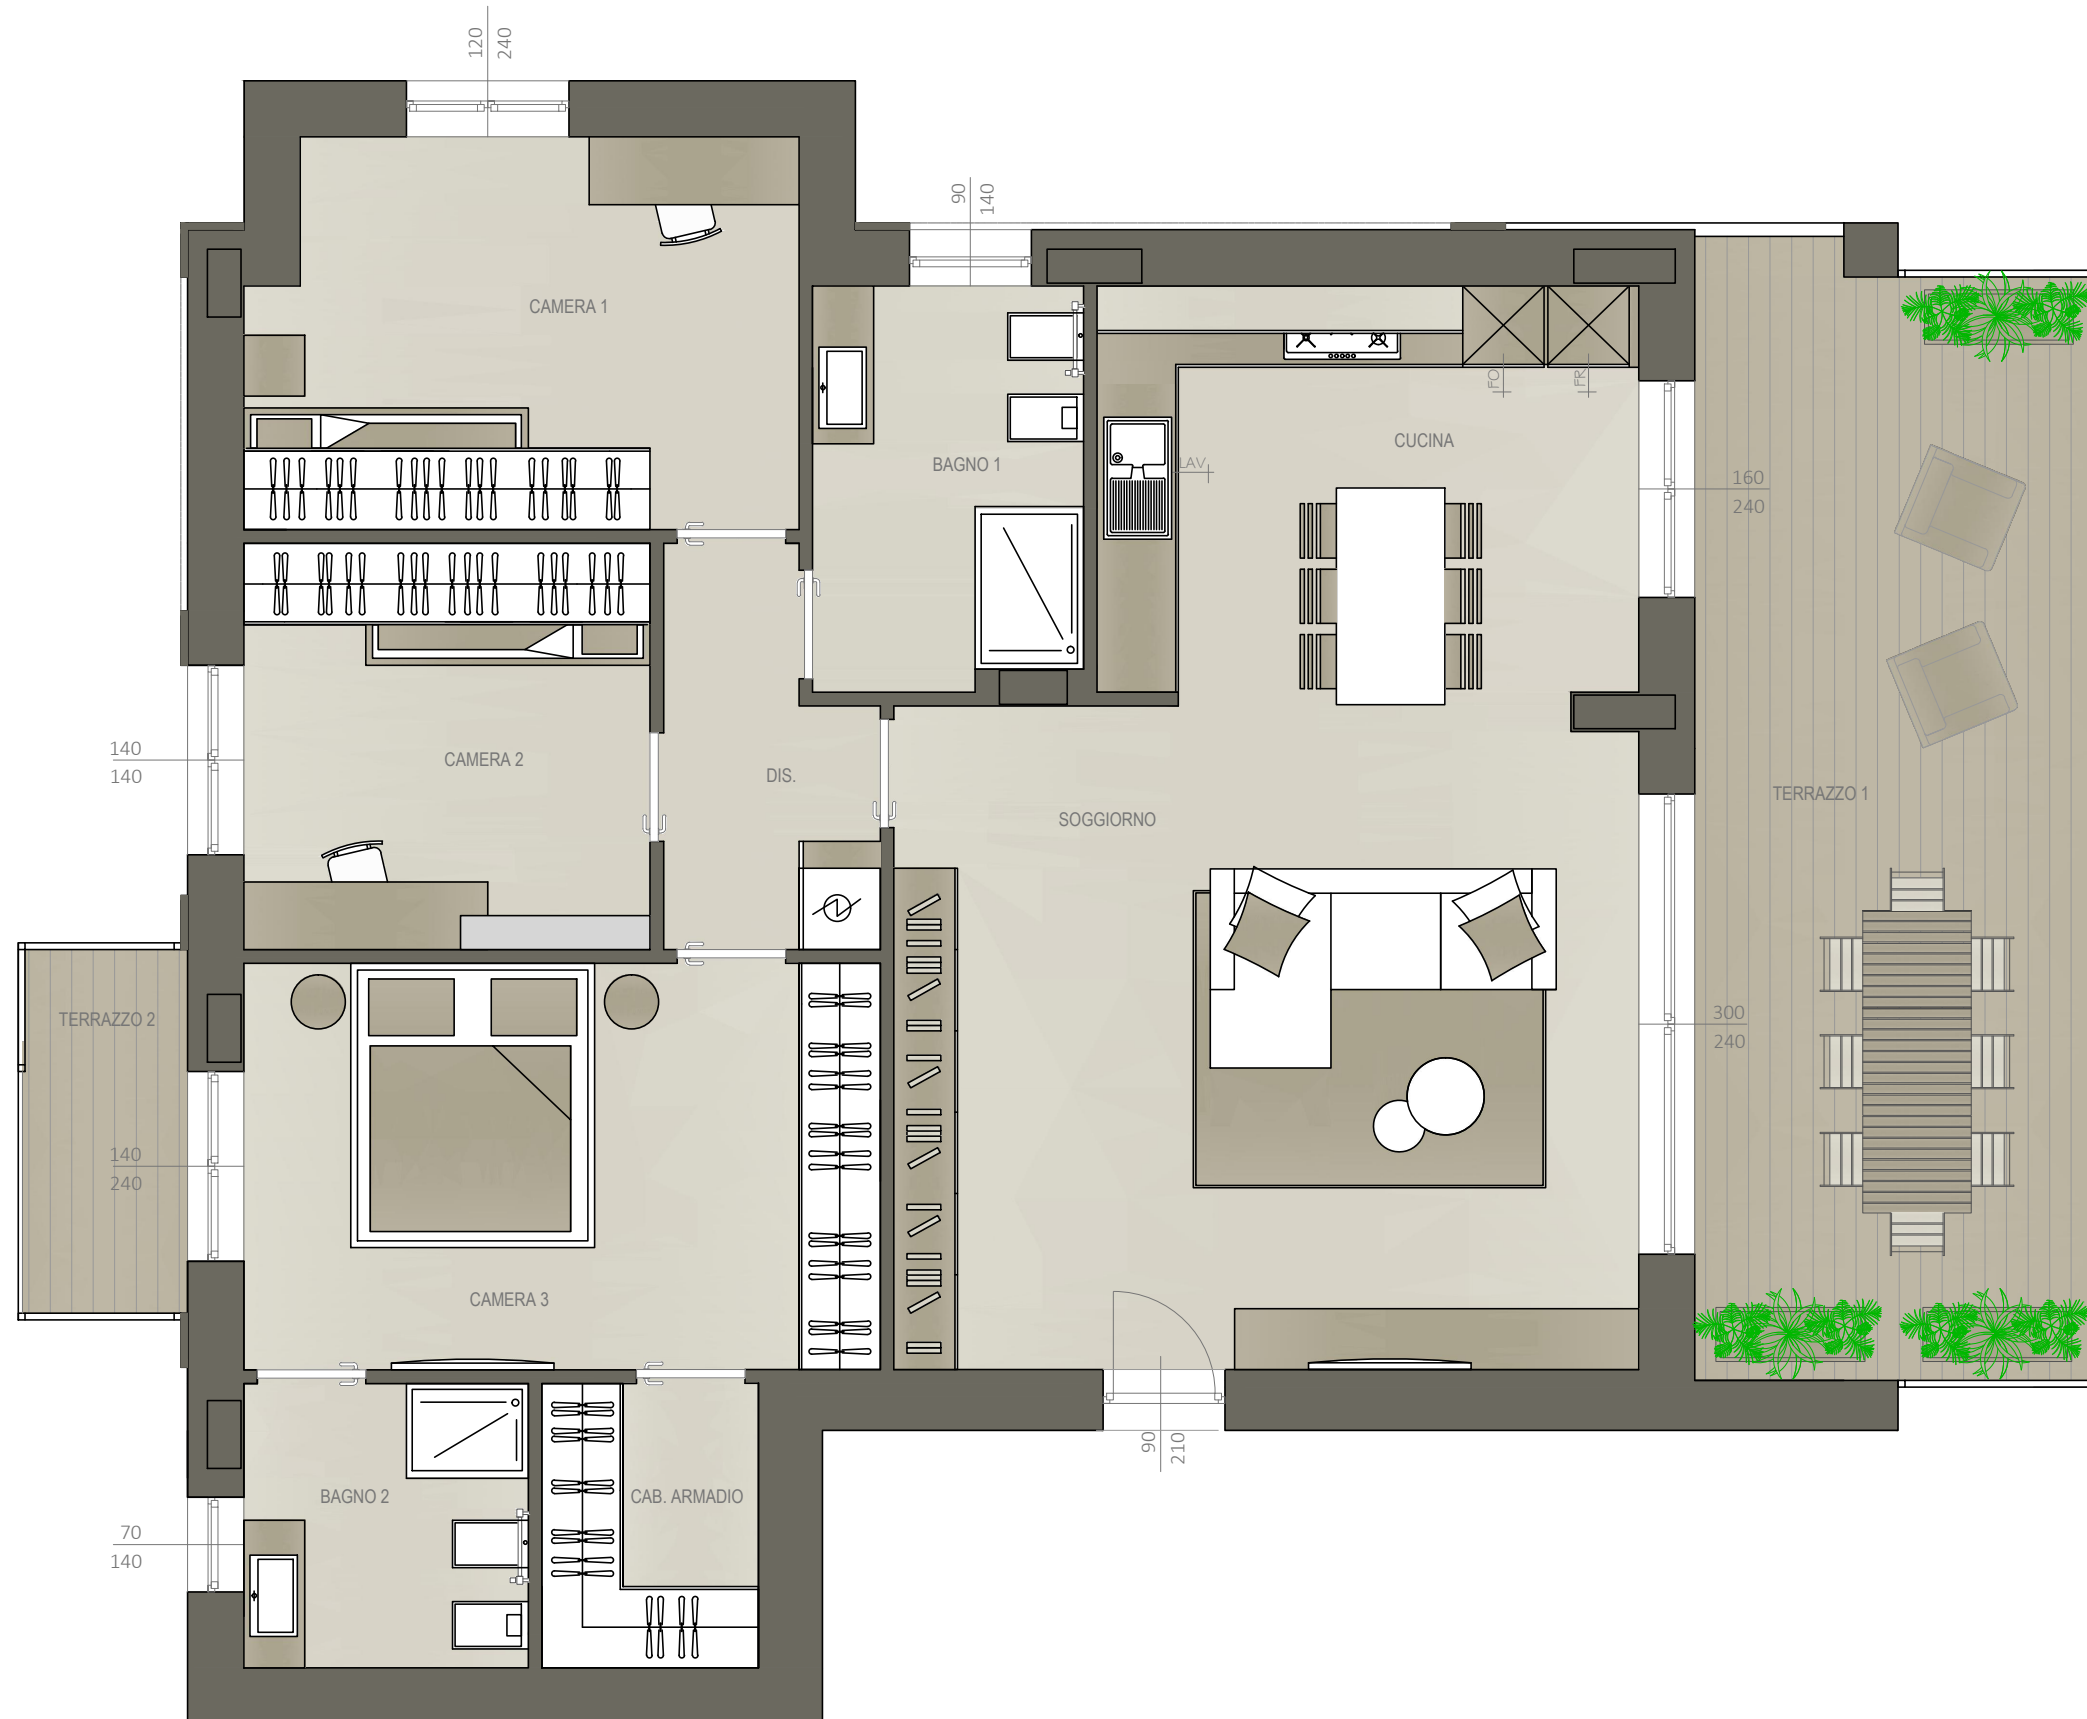 120
240
90
140
CAMERA 1
FO
FR
CUCINA
BAGNO 1
LAV.
160
240
140
140
CAMERA 2
DIS.
SOGGIORNO
TERRAZZO 1
TERRAZZO 2
300
240
140
240
CAMERA 3
90
210
BAGNO 2
CAB. ARMADIO
70
140